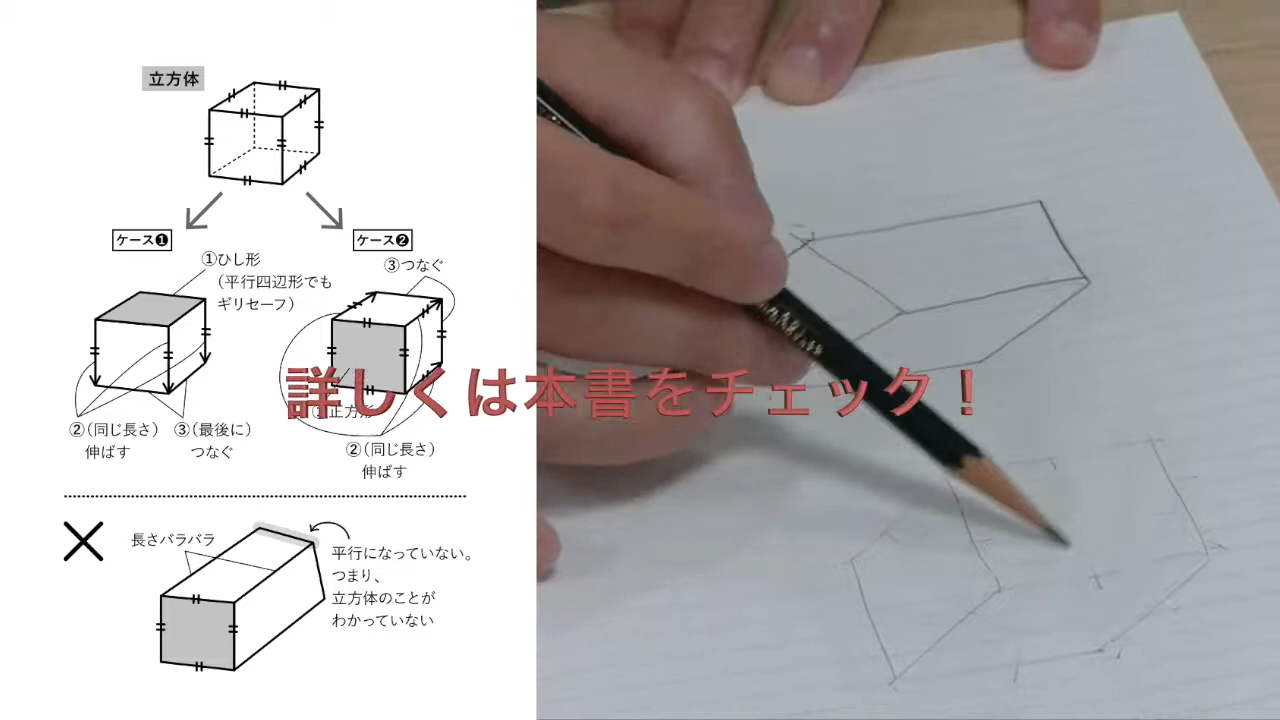 立方体
ケース❶
①ひし形
(平行四辺形でも
ギリセーフ)
②(同じ長さ)
伸ばす
③(最後に)
つなぐ
ケース❷
③つなぐ
②(同じ長さ)
伸ばす
詳しくは本書をチェック!
長さバラバラ
平行になっていない。
つまり、
立方体のことが
わかっていない